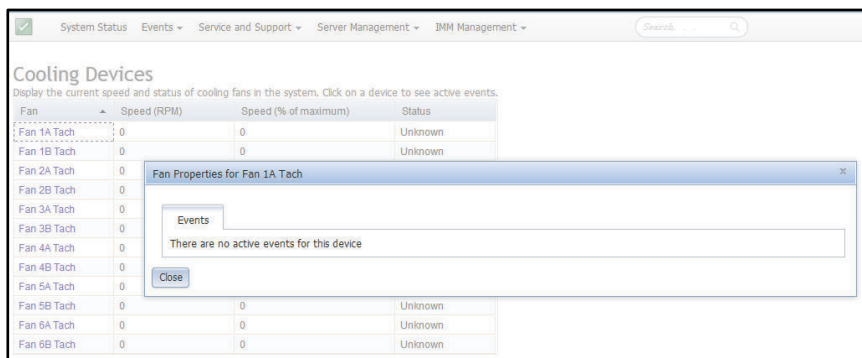 System Status Events Service and Support Server Management IMM Management Search. . .
Cooling Devices
Display the current speed and status of cooling fans in the system. Click on a device to see active events.
Fan Speed (RPM) Speed (% of maximum) Status
Fan 1A Tach 0 0 Unknown
Fan 1B Tach 0 0 Unknown
Fan 2A Tach 0
Fan 2B Tach 0
Fan 3A Tach 0
Fan 3B Tach 0
Fan 4A Tach 0
Fan 4B Tach 0
Fan 5A Tach 0
Fan 5B Tach 0 0 Unknown
Fan 6A Tach 0 0 Unknown
Fan 6B Tach 0 0 Unknown
Fan Properties for Fan 1A Tach x
Events
There are no active events for this device
Close